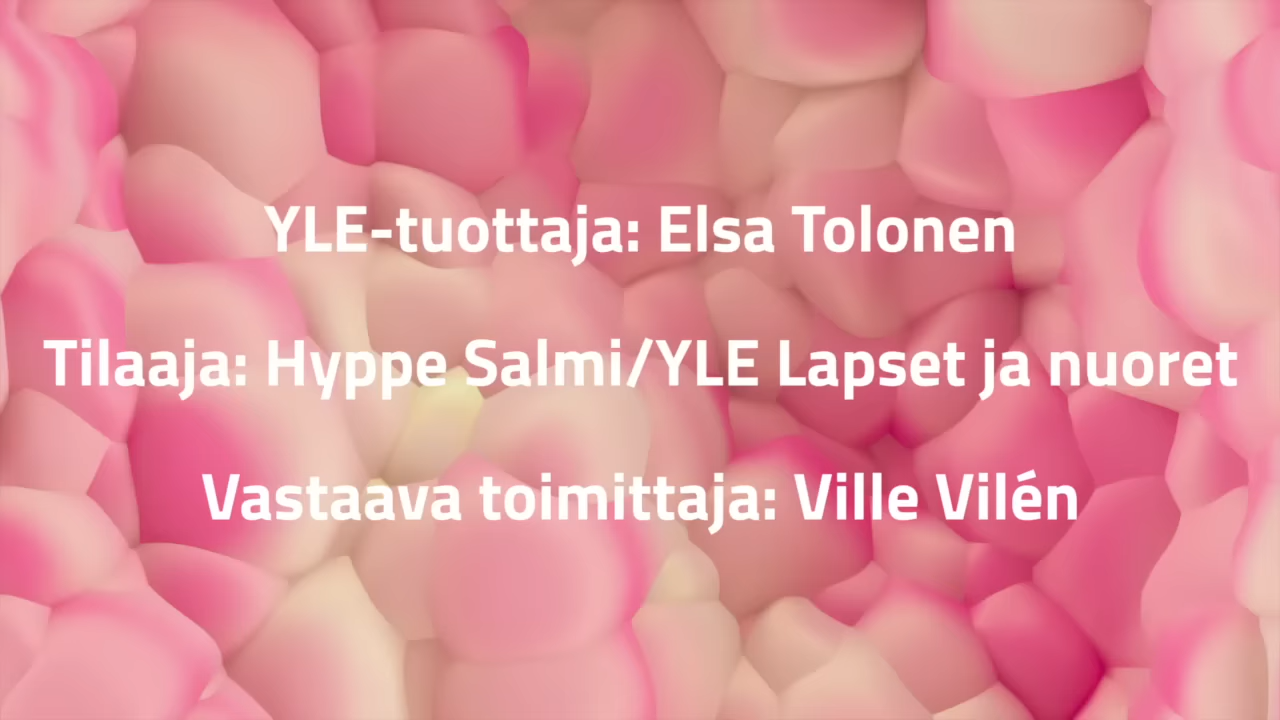 YLE-tuottaja: Elsa Tolonen
Tilaaja: Hyppe Salmi/YLE Lapset ja nuoret
Vastaava toimittaja: Ville Vilén